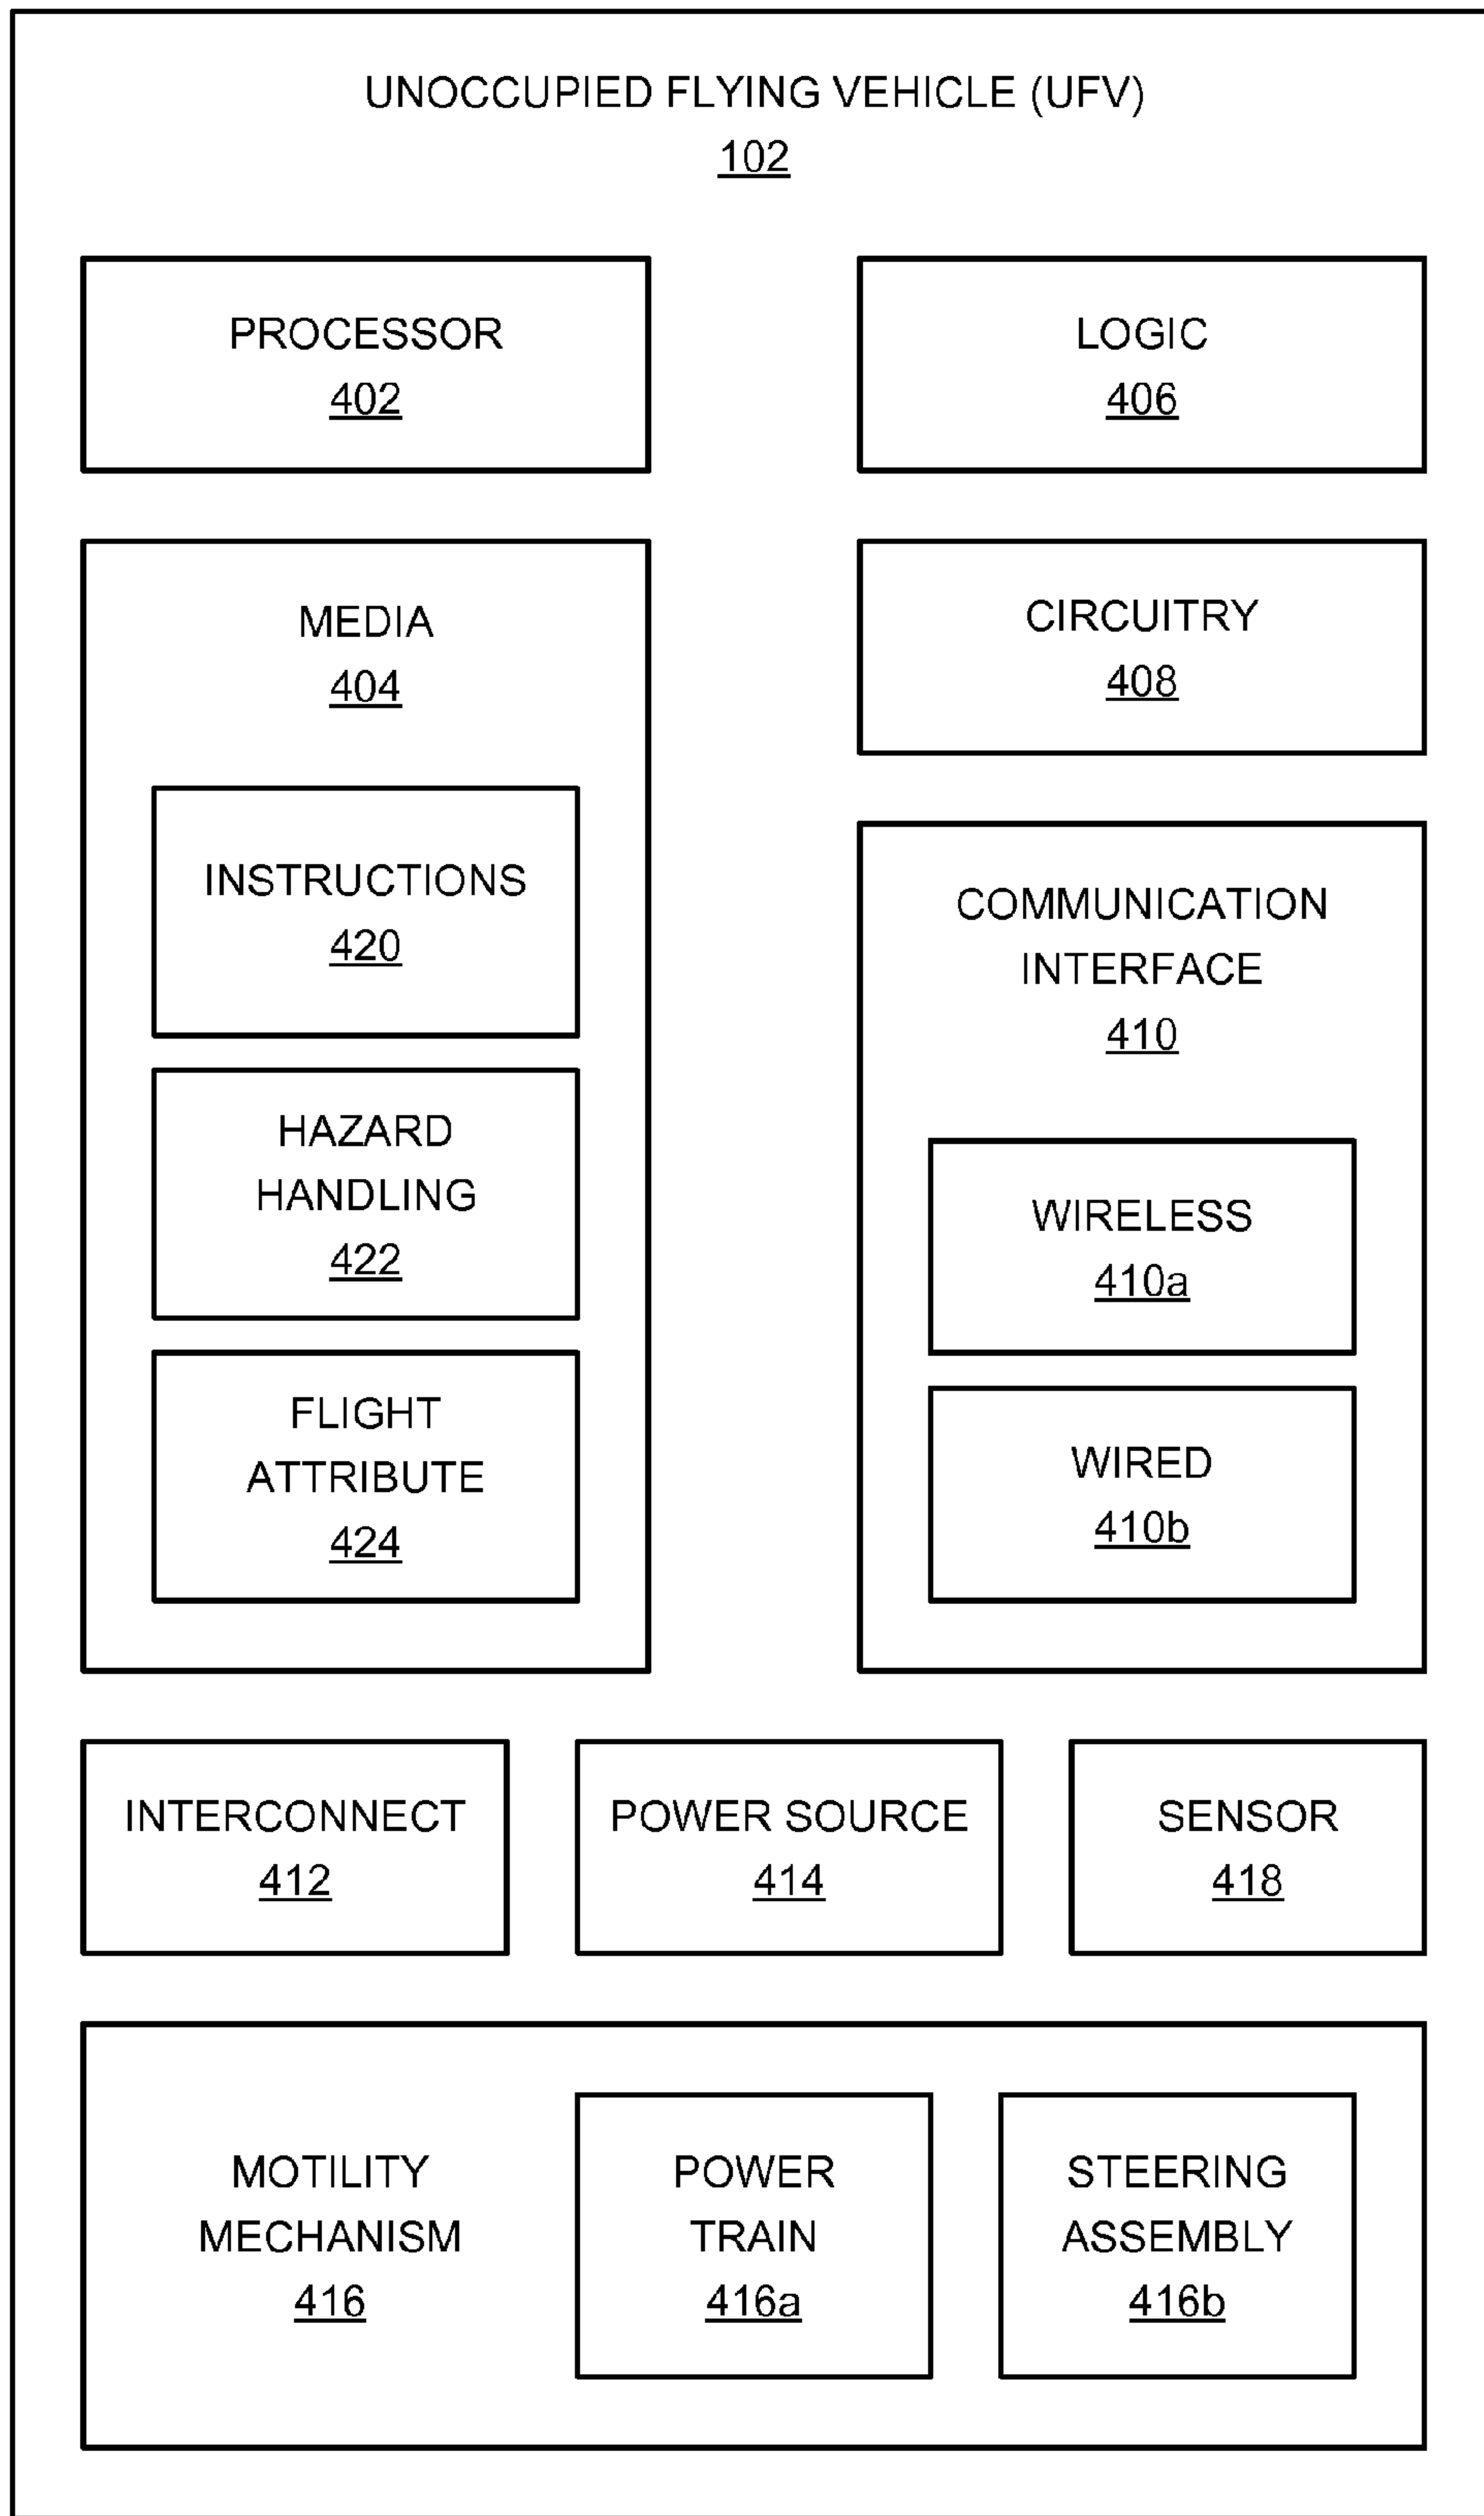 UNOCCUPIED FLYING VEHICLE (UFV)
102
PROCESSOR
402
LOGIC
406
MEDIA
404
INSTRUCTIONS
420
HAZARD
HANDLING
422
FLIGHT
ATTRIBUTE
424
CIRCUITRY
408
COMMUNICATION
INTERFACE
410
WIRELESS
410a
WIRED
410b
INTERCONNECT
412
POWER SOURCE
414
SENSOR
418
MOTILITY
MECHANISM
416
POWER
TRAIN
416a
STEERING
ASSEMBLY
416b